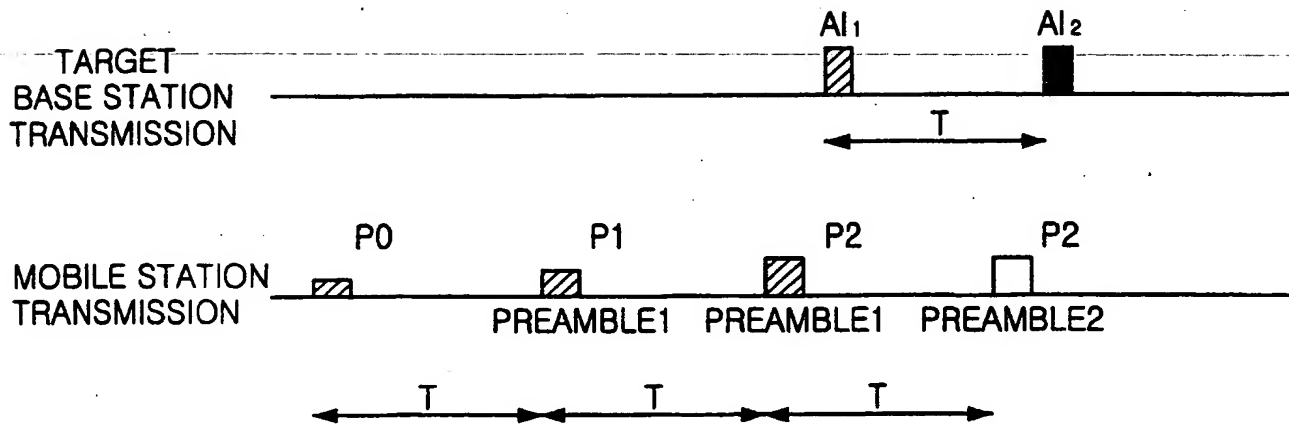 AI1 AI2
TARGET
BASE STATION
TRANSMISSION
T
P0 P1 P2 P2
MOBILE STATION
TRANSMISSION
PREAMBLE1 PREAMBLE1 PREAMBLE2
T T T